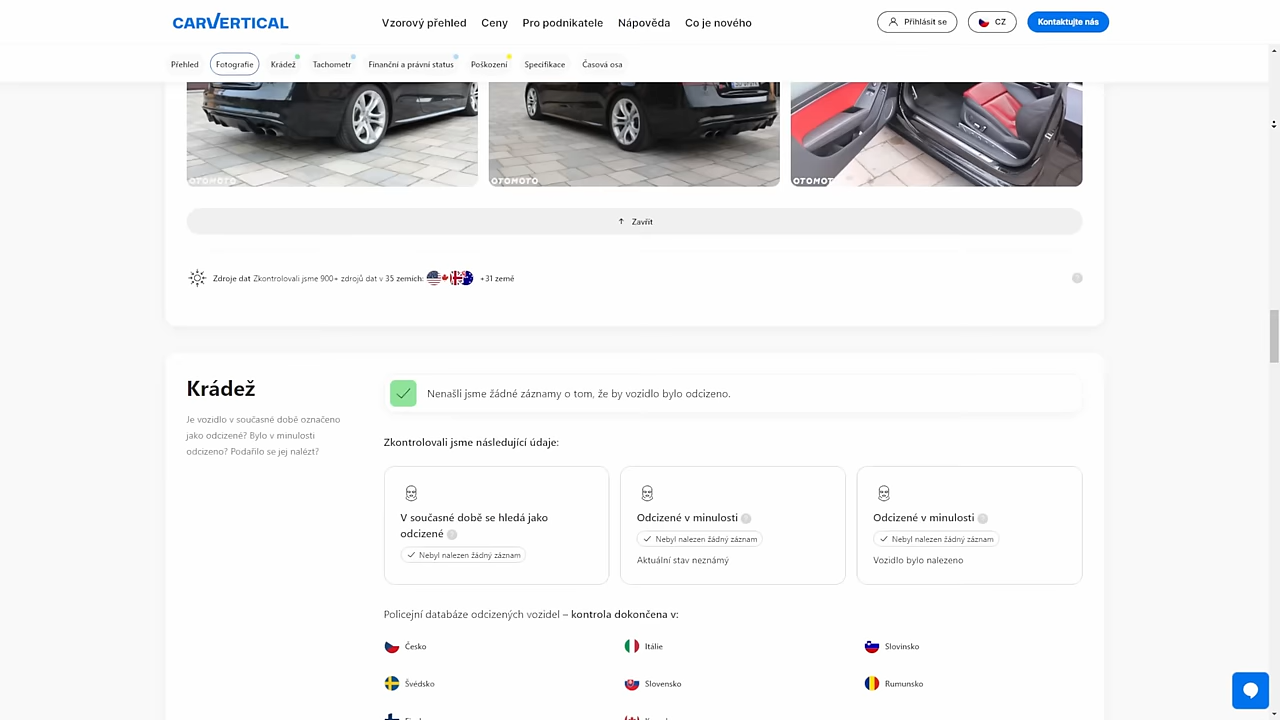 CARVERTICAL
Vzorový přehled Ceny Pro podnikatele Nápověda Co je nového
Přihlásit se
CZ
Kontaktujte nás
Přehled Fotografie Krádež Tachometr Finanční a právní status Poškození Specifikace Časová osa
OTOMOTO
OTOMOTO
OTOMOT
↑ Zavřít
Zdroje dat Zkontrolovali jsme 900+ zdrojů dat v 35 zemích: +31 země
?
Krádež
Je vozidlo v současné době označeno
jako odcizené? Bylo v minulosti
odcizeno? Podařilo se jej nalézt?
Nenašli jsme žádné záznamy o tom, že by vozidlo bylo odcizeno.
Zkontrolovali jsme následující údaje:
V současné době se hledá jako
odcizené ?
Nebyl nalezen žádný záznam
Odcizené v minulosti ?
Nebyl nalezen žádný záznam
Aktuální stav neznámý
Odcizené v minulosti ?
Nebyl nalezen žádný záznam
Vozidlo bylo nalezeno
Policejní databáze odcizených vozidel – kontrola dokončena v:
Česko Itálie Slovinsko
Švédsko Slovensko Rumunsko